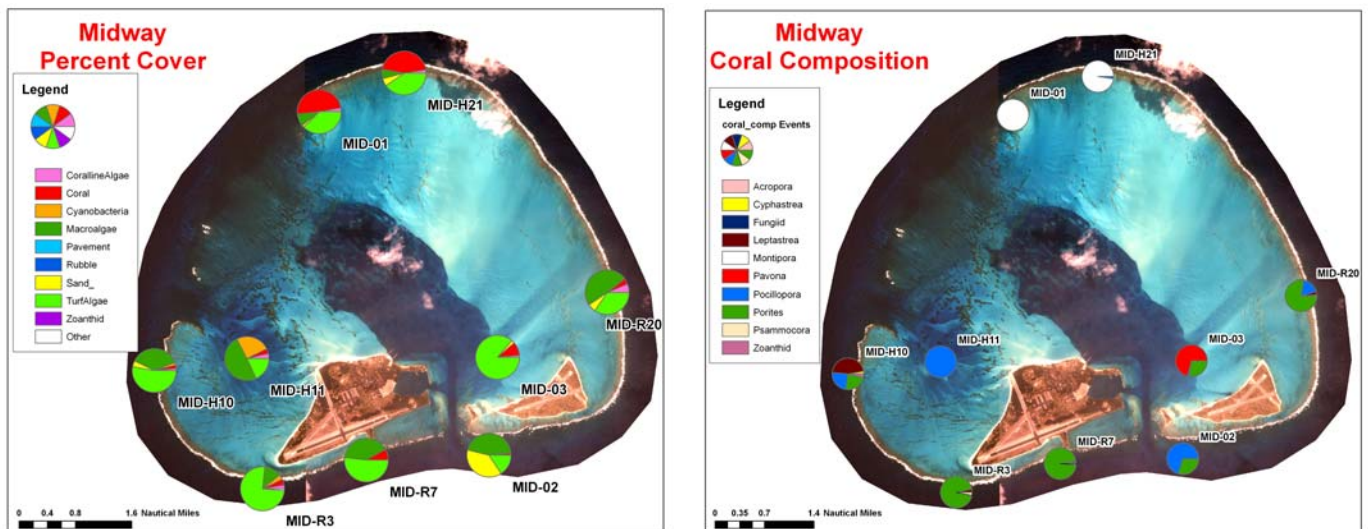 Midway
Percent Cover
Legend
CorallineAlgae
Coral
Cyanobacteria
Macroalgae
Pavement
Rubble
Sand_
TurfAlgae
Zoanthid
Other
MID-H21
MID-01
MID-R20
MID-03
MID-H11
MID-H10
MID-R7
MID-02
MID-R3
0 0.4 0.8 1.6 Nautical Miles
Midway
Coral Composition
Legend
coral_comp Events
Acropora
Cyphastrea
Fungiid
Leptastrea
Montipora
Pavona
Pocillopora
Porites
Psammocora
Zoanthid
MID-H21
MID-01
MID-R20
MID-03
MID-H11
MID-H10
MID-02
MID-R7
MID-R3
0 0.35 0.7 1.4 Nautical Miles